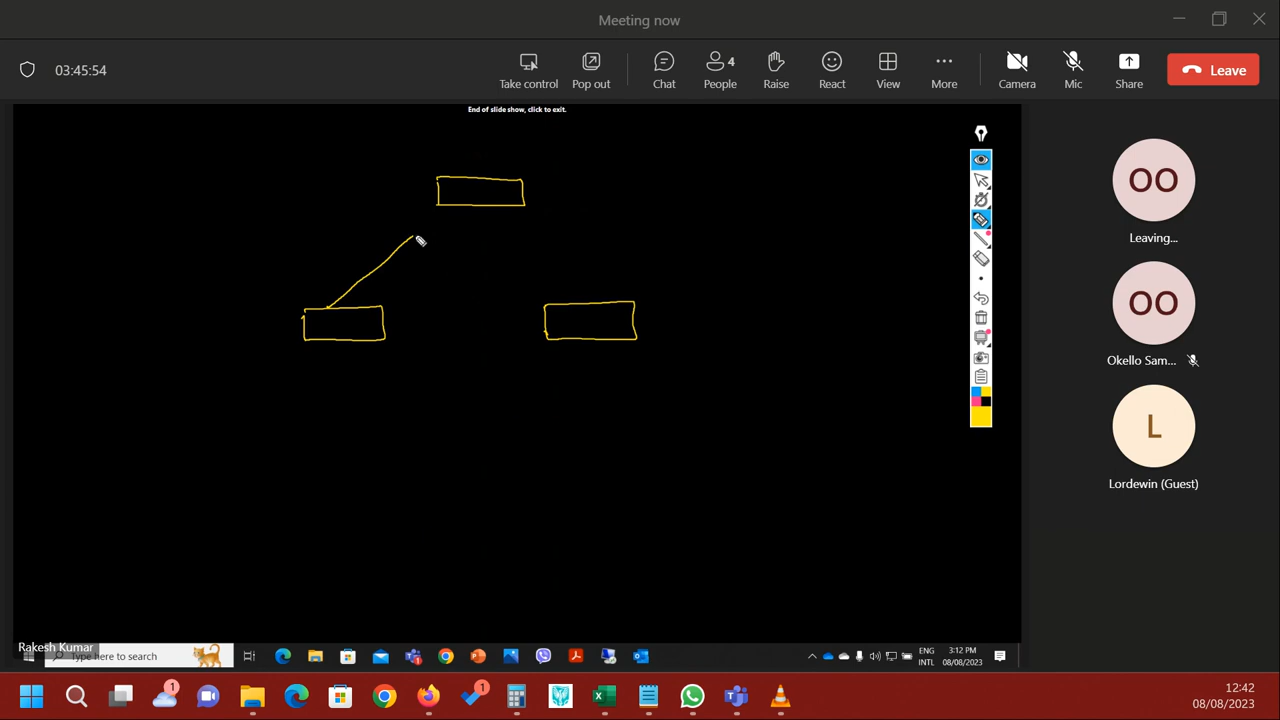 Meeting now
03:45:54
Take control
Pop out
Chat
4
People
Raise
React
View
More
Camera
Mic
Share
Leave
End of slide show, click to exit.
OO
Leaving...
OO
Okello Sam...
L
Lordewin (Guest)
Rakesh Kumar
Type here to search
ENG
INTL
3:12 PM
08/08/2023
1
1
12:42
08/08/2023